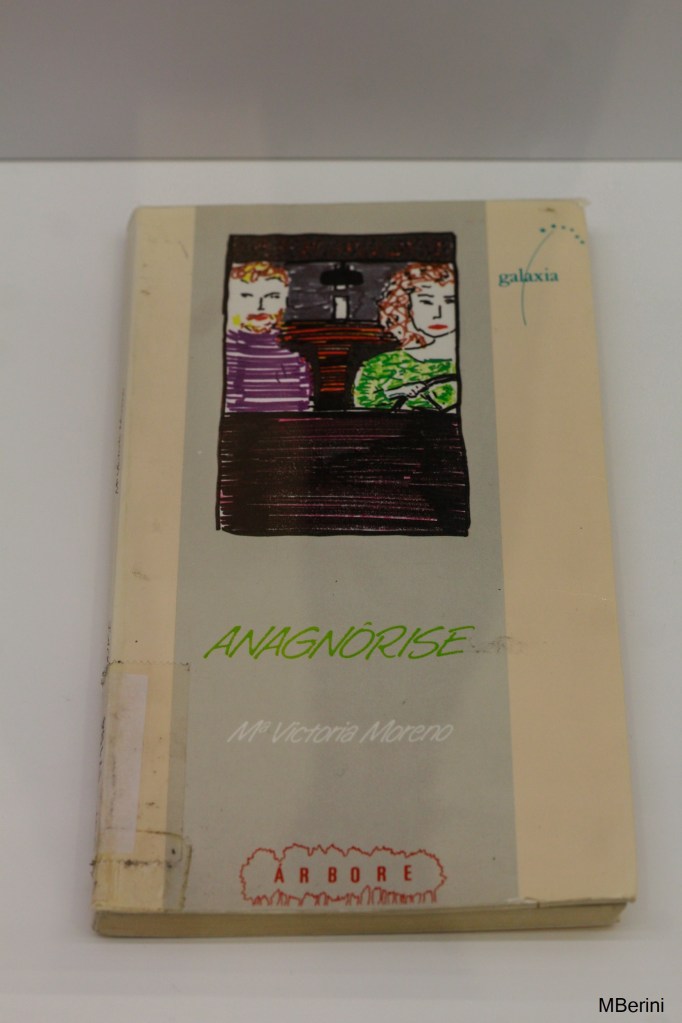 galaxia
ANAGNÓRISE
Mª Victoria Moreno
ÁRBORE
MBerini